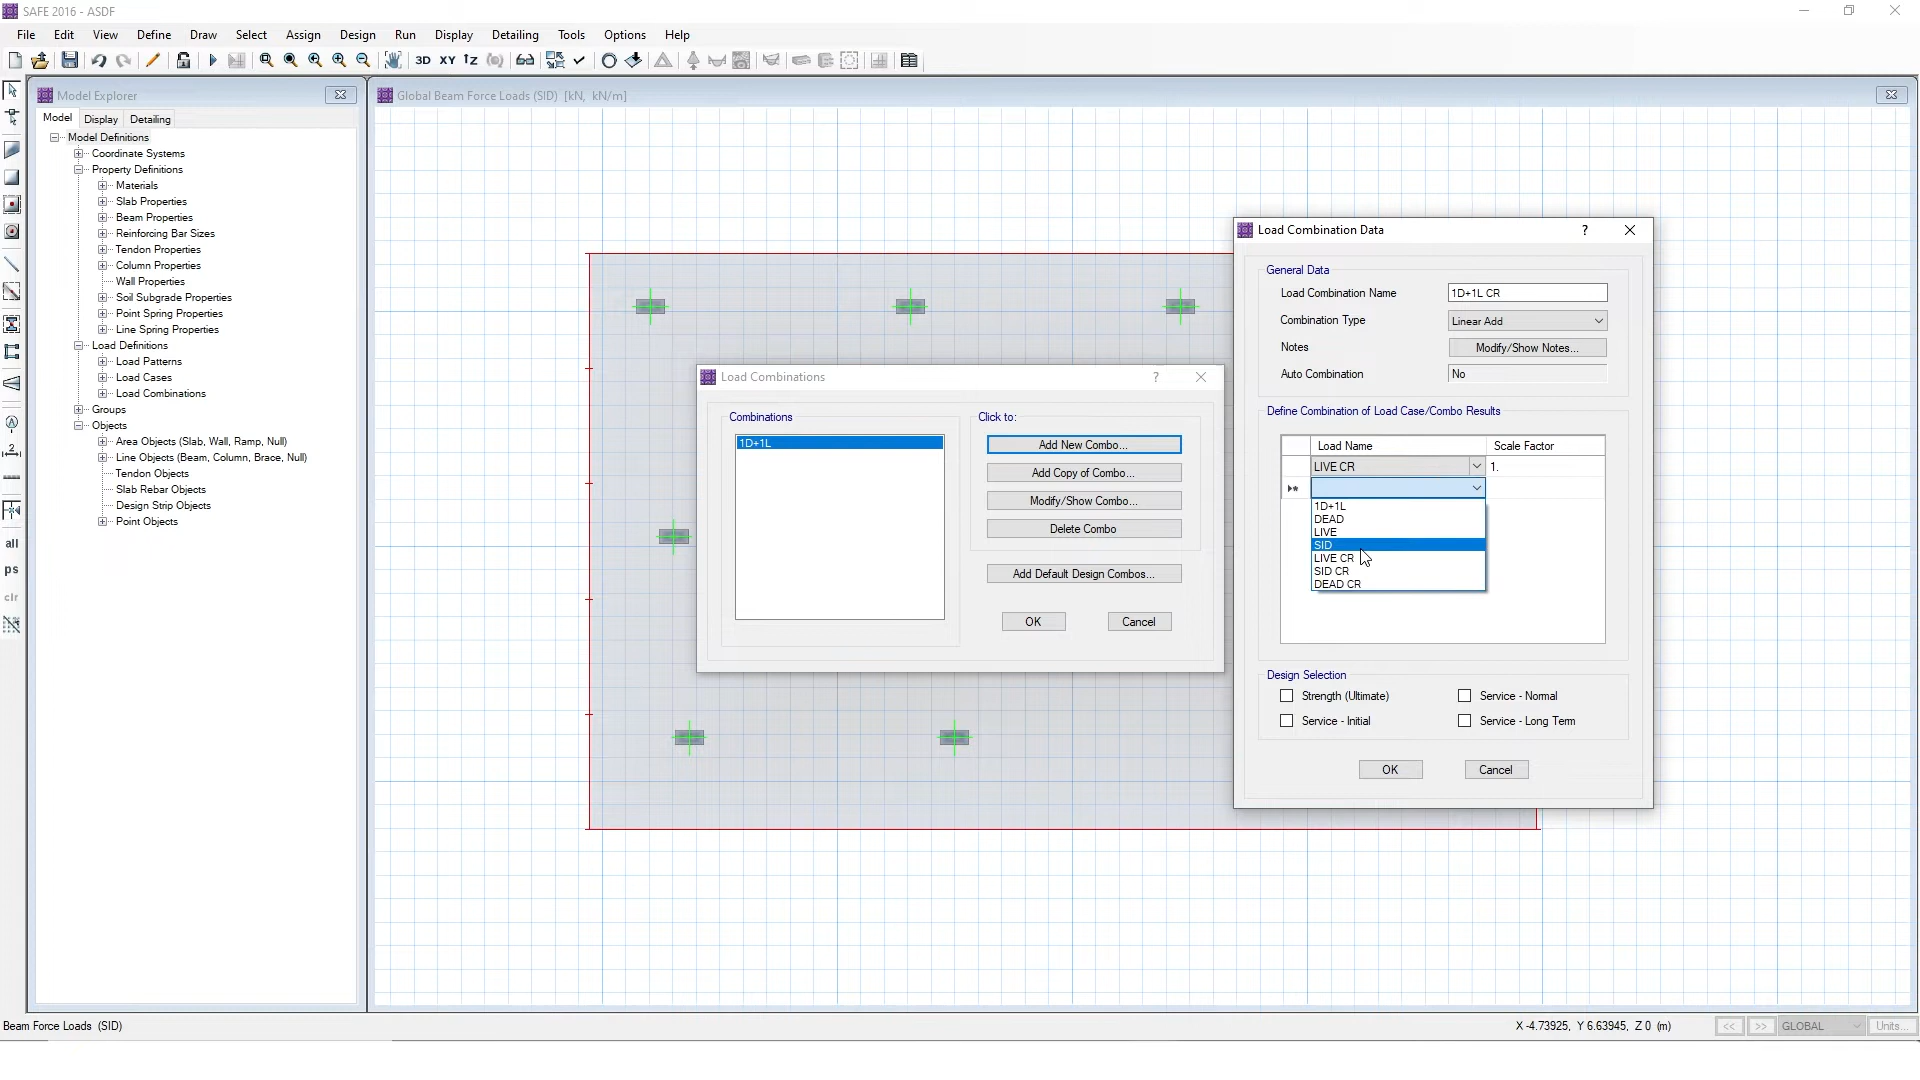 SAFE 2016 - ASDF
File Edit View Define Draw Select Assign Design Run Display Detailing Tools Options Help
3D XY
Model Explorer
Model Display Detailing
Model Definitions
Coordinate Systems
Property Definitions
Materials
Slab Properties
Beam Properties
Reinforcing Bar Sizes
Tendon Properties
Column Properties
Wall Properties
Soil Subgrade Properties
Point Spring Properties
Line Spring Properties
Load Definitions
Load Patterns
Load Cases
Load Combinations
Groups
Objects
Area Objects (Slab, Wall, Ramp, Null)
Line Objects (Beam, Column, Brace, Null)
Tendon Objects
Slab Rebar Objects
Design Strip Objects
Point Objects
all
ps
clr
Global Beam Force Loads (SID) [kN, kN/m]
Load Combinations ?
Combinations
1D+1L
Click to:
Add New Combo...
Add Copy of Combo...
Modify/Show Combo...
Delete Combo
Add Default Design Combos...
OK Cancel
Load Combination Data ?
General Data
Load Combination Name 1D+1L CR
Combination Type Linear Add
Notes Modify/Show Notes...
Auto Combination No
Define Combination of Load Case/Combo Results
Load Name Scale Factor
LIVE CR 1.
1D+1L
DEAD
LIVE
SID
LIVE CR
SID CR
DEAD CR
Design Selection
Strength (Ultimate) Service - Normal
Service - Initial Service - Long Term
OK Cancel
Beam Force Loads (SID) X -4.73925, Y 6.63945, Z 0 (m) << >> GLOBAL Units...